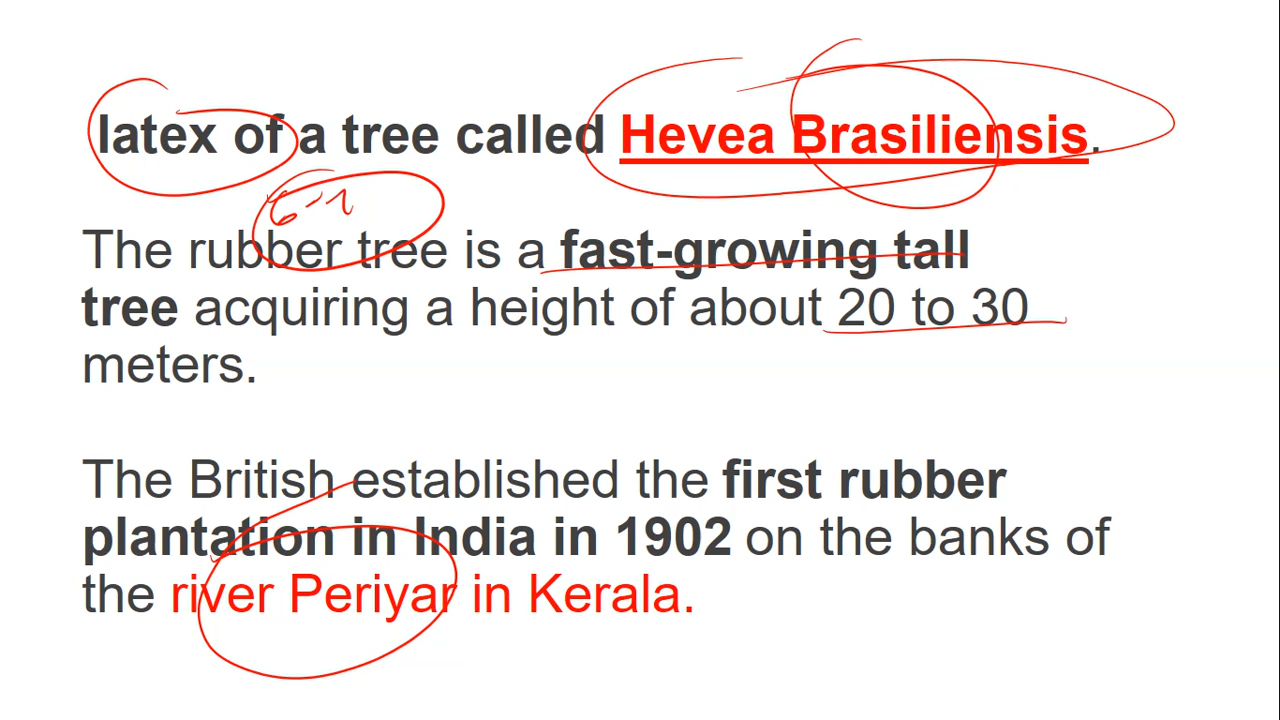 latex of a tree called Hevea Brasiliensis.
The rubber tree is a fast-growing tall
tree acquiring a height of about 20 to 30
meters.
The British established the first rubber
plantation in India in 1902 on the banks of
the river Periyar in Kerala.